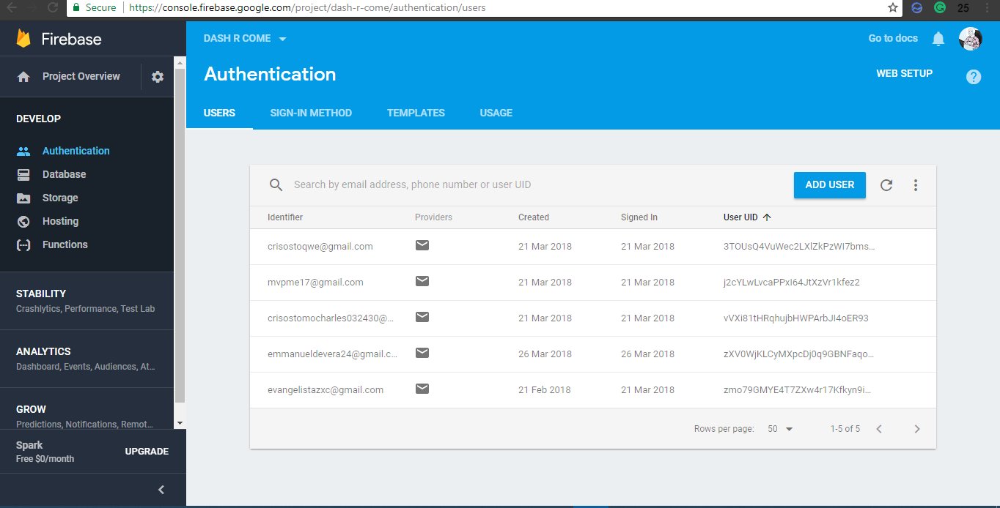 Secure https://console.firebase.google.com/project/dash-r-come/authentication/users 25
Firebase
DASH R COME
Go to docs
Project Overview
Authentication
WEB SETUP
?
USERS SIGN-IN METHOD TEMPLATES USAGE
DEVELOP
Authentication
Database
Storage
Hosting
Functions
STABILITY
Crashlytics, Performance, Test Lab
ANALYTICS
Dashboard, Events, Audiences, At...
GROW
Predictions, Notifications, Remot...
Spark
Free $0/month
UPGRADE
Search by email address, phone number or user UID
ADD USER
Identifier Providers Created Signed In User UID
crisostoqwe@gmail.com 21 Mar 2018 21 Mar 2018 3TOUsQ4VuWec2LXlZkPzWI7bms...
mvpme17@gmail.com 21 Mar 2018 21 Mar 2018 j2cYLwLvcaPPxI64JtXzVr1kfez2
crisostomocharles032430@... 21 Mar 2018 21 Mar 2018 vVXi81tHRqhujbHWPArbJI4oER93
emmanueldevera24@gmail.c... 26 Mar 2018 26 Mar 2018 zXV0WjKLCyMXpcDj0q9GBNFaqo...
evangelistazxc@gmail.com 21 Feb 2018 21 Mar 2018 zmo79GMYE4T7ZXw4r17Kfkyn9i...
Rows per page: 50 1-5 of 5